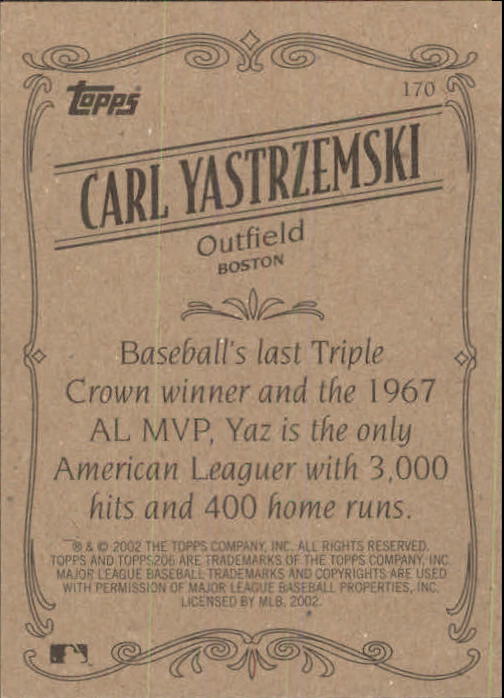 Topps
170
CARL YASTRZEMSKI
Outfield
BOSTON
Baseball's last Triple
Crown winner and the 1967
AL MVP, Yaz is the only
American Leaguer with 3,000
hits and 400 home runs.
® & © 2002 THE TOPPS COMPANY, INC. ALL RIGHTS RESERVED.
TOPPS AND TOPPS206 ARE TRADEMARKS OF THE TOPPS COMPANY, INC
MAJOR LEAGUE BASEBALL TRADEMARKS AND COPYRIGHTS ARE USED
WITH PERMISSION OF MAJOR LEAGUE BASEBALL PROPERTIES, INC.
LICENSED BY MLB, 2002.